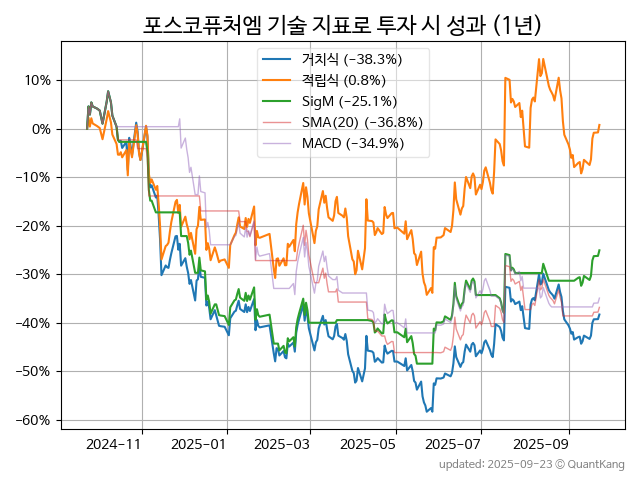 포스코퓨처엠 기술 지표로 투자 시 성과 (1년)
거치식 (−38.3%)
적립식 (0.8%)
SigM (−25.1%)
SMA(20) (−36.8%)
MACD (−34.9%)
10%
0%
−10%
−20%
−30%
−40%
−50%
−60%
2024−11 2025−01 2025−03 2025−05 2025−07 2025−09
updated: 2025−09−23 © QuantKang